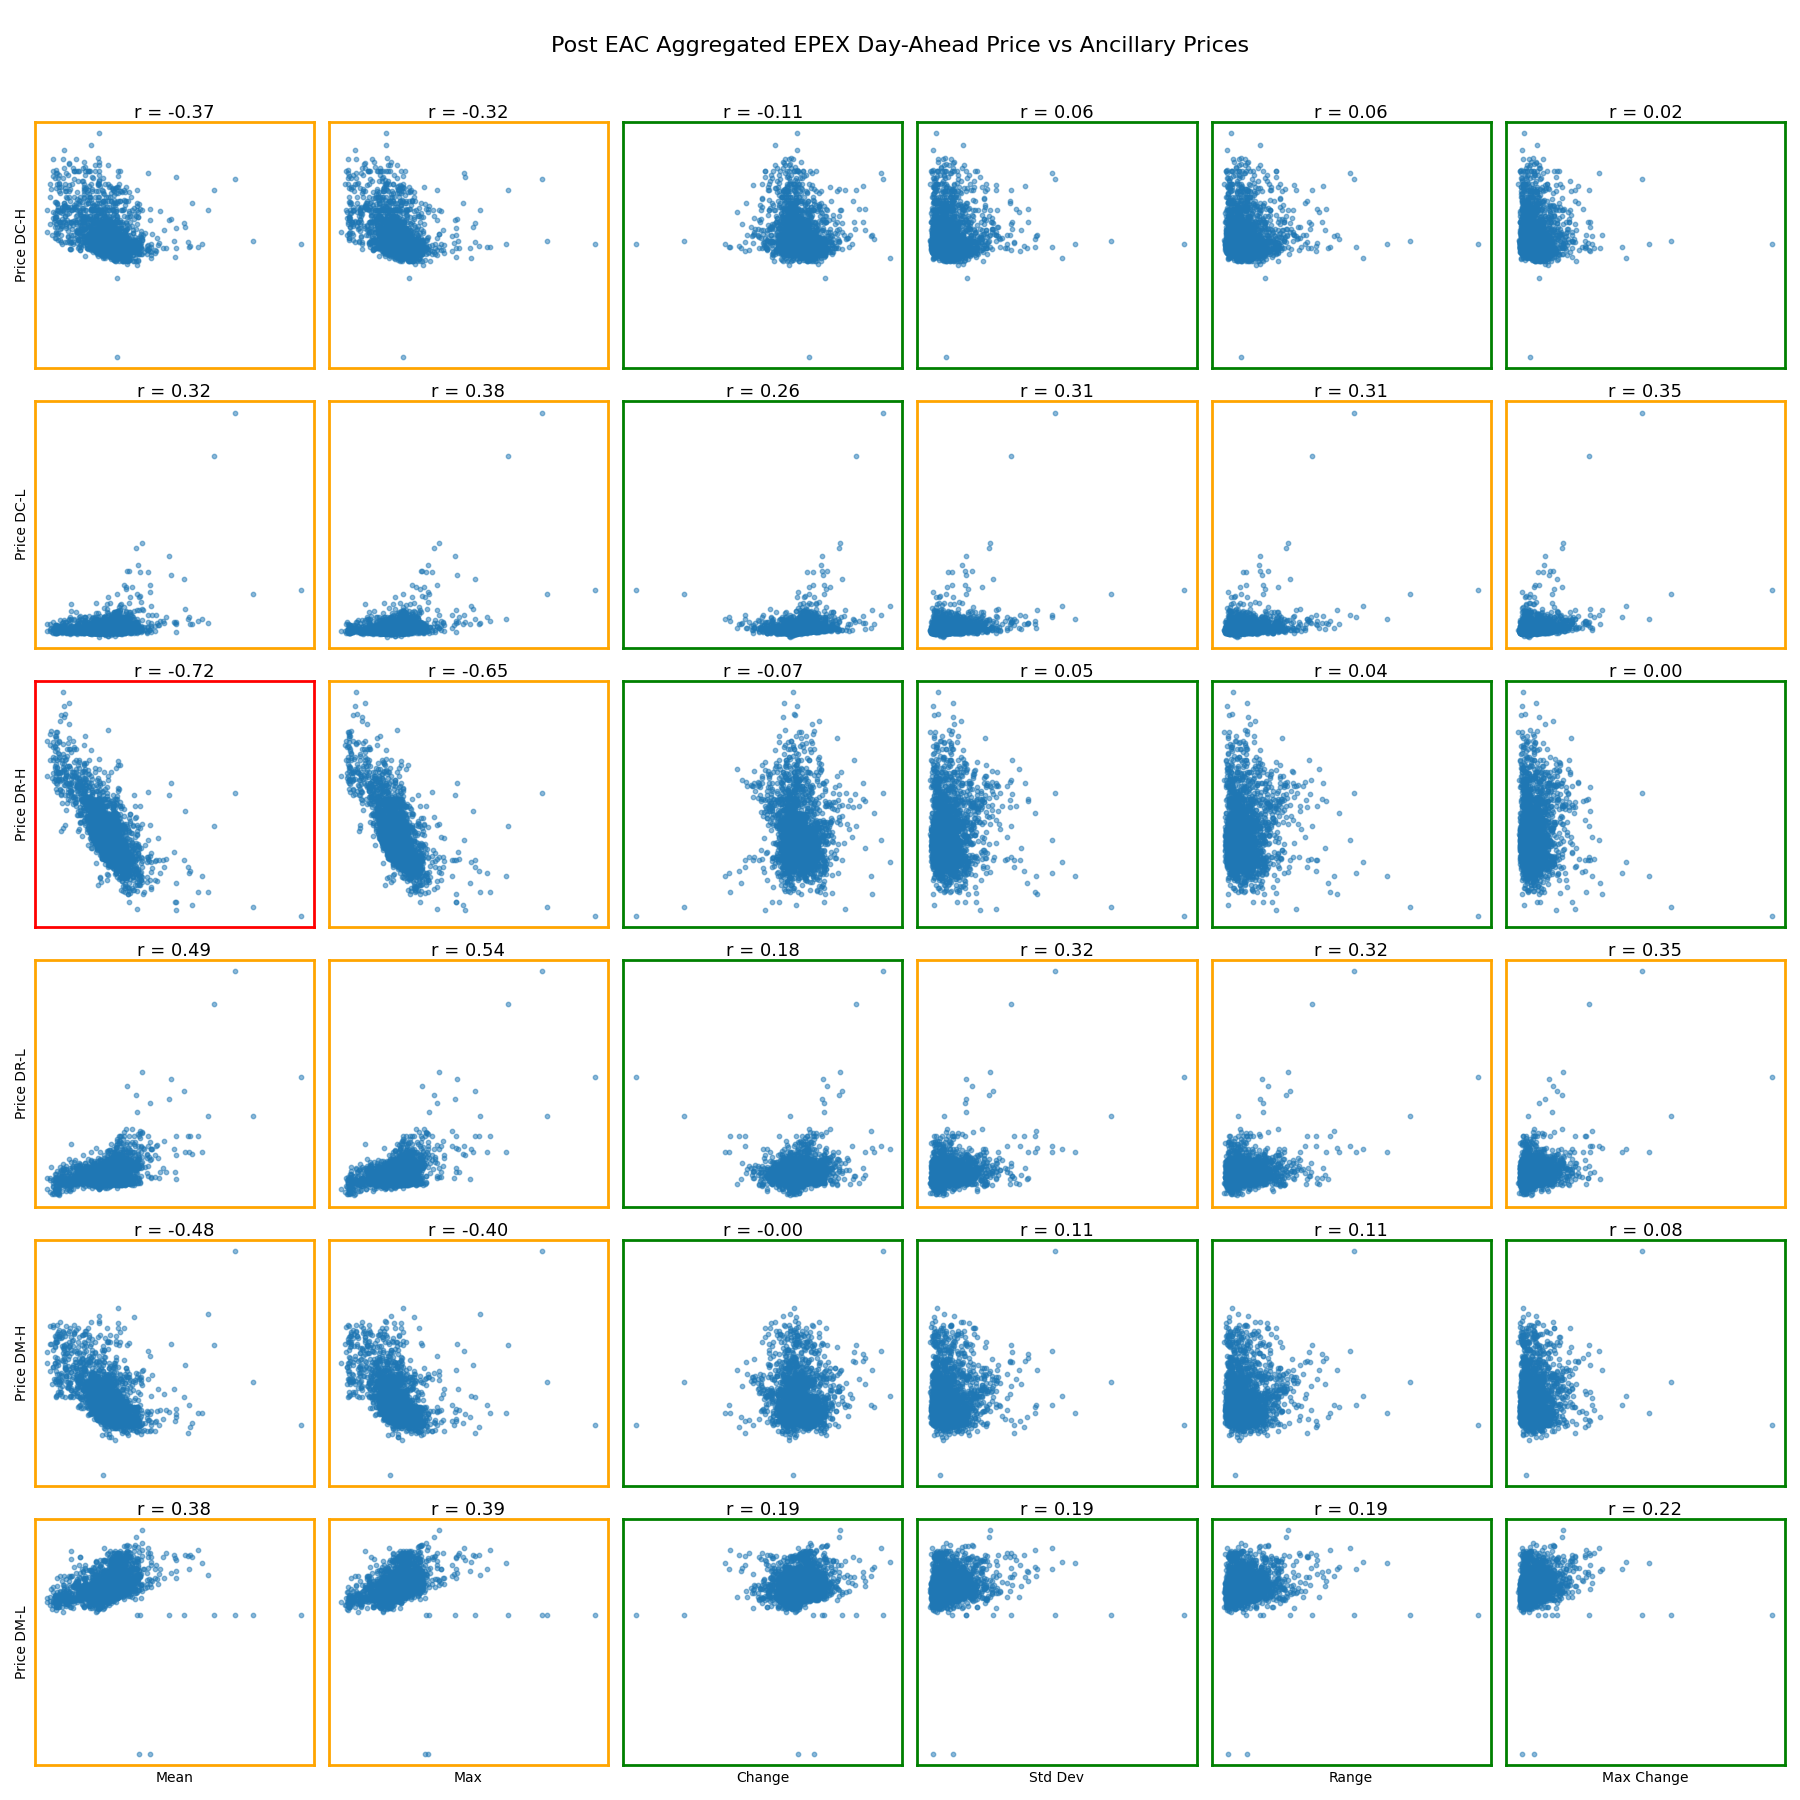 Post EAC Aggregated EPEX Day-Ahead Price vs Ancillary Prices
r = -0.37
r = -0.32
r = -0.11
r = 0.06
r = 0.06
r = 0.02
Price DC-H
r = 0.32
r = 0.38
r = 0.26
r = 0.31
r = 0.31
r = 0.35
Price DC-L
r = -0.72
r = -0.65
r = -0.07
r = 0.05
r = 0.04
r = 0.00
Price DR-H
r = 0.49
r = 0.54
r = 0.18
r = 0.32
r = 0.32
r = 0.35
Price DR-L
r = -0.48
r = -0.40
r = -0.00
r = 0.11
r = 0.11
r = 0.08
Price DM-H
r = 0.38
r = 0.39
r = 0.19
r = 0.19
r = 0.19
r = 0.22
Price DM-L
Mean
Max
Change
Std Dev
Range
Max Change